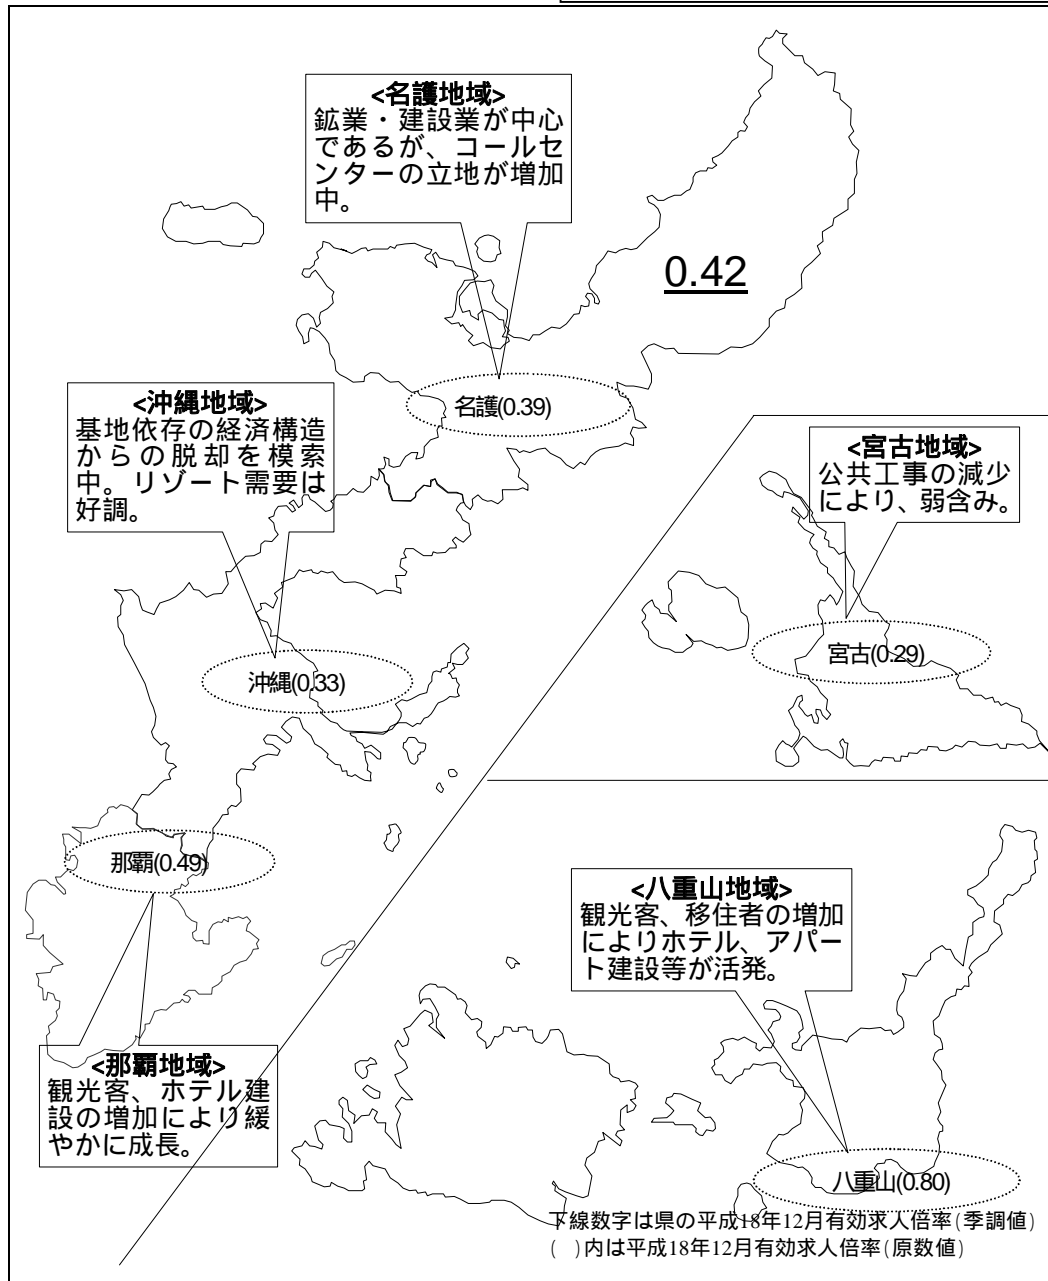 <名護地域>
鉱業・建設業が中心
であるが、コールセ
ンターの立地が増加
中。
0.42
名護(0.39)
<沖縄地域>
基地依存の経済構造
からの脱却を模索
中。リゾート需要は
好調。
<宮古地域>
公共工事の減少
により、弱含み。
宮古(0.29)
沖縄(0.33)
那覇(0.49)
<八重山地域>
観光客、移住者の増加
によりホテル、アパー
ト建設等が活発。
<那覇地域>
観光客、ホテル建
設の増加により緩
やかに成長。
八重山(0.80)
下線数字は県の平成18年12月有効求人倍率(季調値)
(　)内は平成18年12月有効求人倍率(原数値)